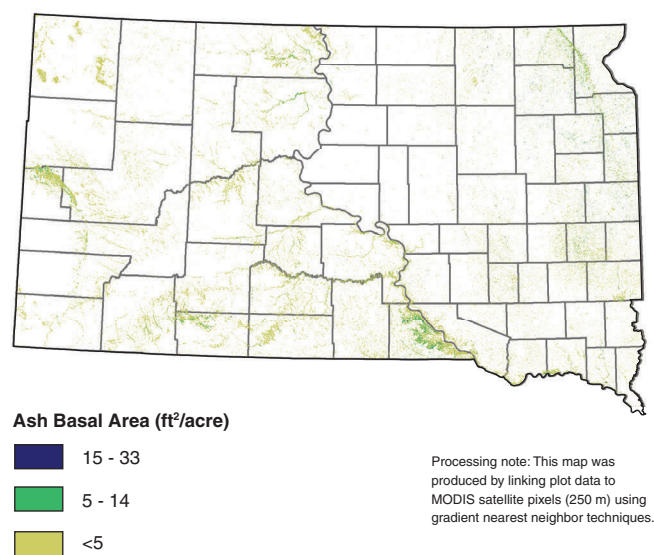 Ash Basal Area (ft²/acre)
15 - 33
5 - 14
<5
Processing note: This map was
produced by linking plot data to
MODIS satellite pixels (250 m) using
gradient nearest neighbor techniques.